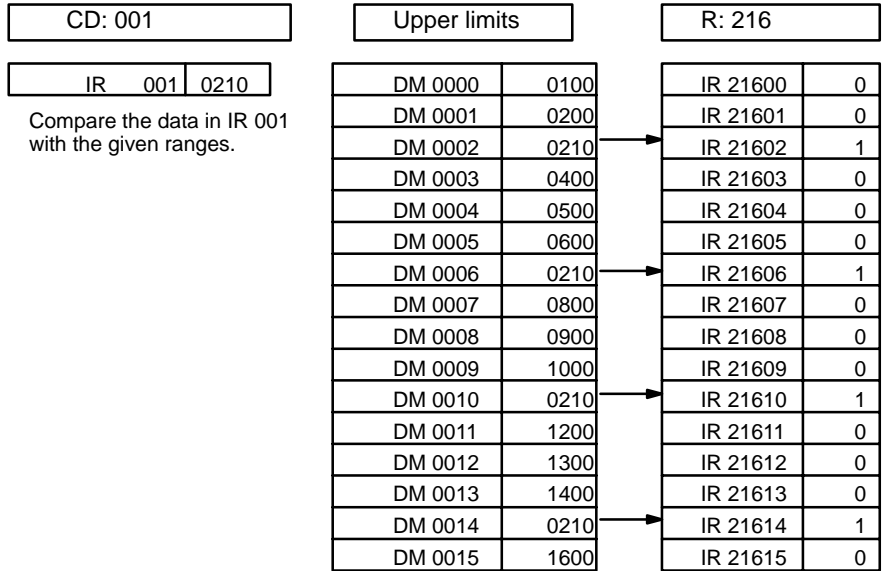 CD: 001 Upper limits R: 216
IR 001 0210 DM 0000 0100 IR 21600 0
Compare the data in IR 001 DM 0001 0200 IR 21601 0
with the given ranges. DM 0002 0210 IR 21602 1
DM 0003 0400 IR 21603 0
DM 0004 0500 IR 21604 0
DM 0005 0600 IR 21605 0
DM 0006 0210 IR 21606 1
DM 0007 0800 IR 21607 0
DM 0008 0900 IR 21608 0
DM 0009 1000 IR 21609 0
DM 0010 0210 IR 21610 1
DM 0011 1200 IR 21611 0
DM 0012 1300 IR 21612 0
DM 0013 1400 IR 21613 0
DM 0014 0210 IR 21614 1
DM 0015 1600 IR 21615 0